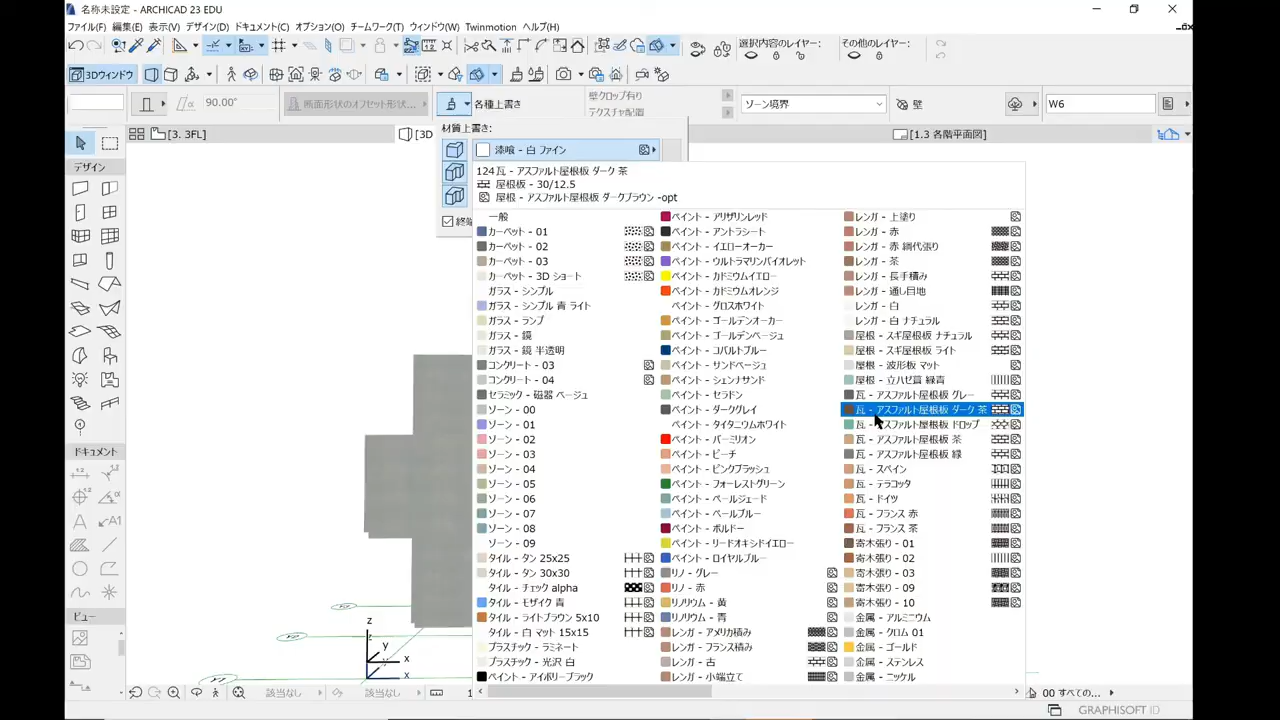 名称未設定 - ARCHICAD 23 EDU
ファイル(F) 編集(E) 表示(V) デザイン(D) ドキュメント(C) オプション(O) チームワーク(T) ウィンドウ(W) Twinmotion ヘルプ(H)
選択内容のレイヤー: その他のレイヤー:
3Dウィンドウ
90.00° 断面形状のオフセット形状... 各種上書き 壁クロップ有り ゾーン境界 壁 W6
テクスチャ配置
[3. 3FL] [3D [1.3 各階平面図]
材質上書き:
漆喰 - 白 ファイン
デザイン
124 瓦 - アスファルト屋根板 ダーク 茶
屋根板 - 30/12.5
屋根 - アスファルト屋根板 ダークブラウン -opt
終端
一般
カーペット - 01
カーペット - 02
カーペット - 03
カーペット - 3D ショート
ガラス - シンプル
ガラス - シンプル 青 ライト
ガラス - ランプ
ガラス - 鏡
ガラス - 鏡 半透明
コンクリート - 03
コンクリート - 04
セラミック - 磁器 ベージュ
ゾーン - 00
ゾーン - 01
ゾーン - 02
ゾーン - 03
ゾーン - 04
ゾーン - 05
ゾーン - 06
ゾーン - 07
ゾーン - 08
ゾーン - 09
タイル - タン 25x25
タイル - タン 30x30
タイル - チェック alpha
タイル - モザイク 青
タイル - ライトブラウン 5x10
タイル - 白 マット 15x15
プラスチック - ラミネート
プラスチック - 光沢 白
ペイント - アイボリーブラック
ペイント - アリザリンレッド
ペイント - アントラシート
ペイント - イエローオーカー
ペイント - ウルトラマリンバイオレット
ペイント - カドミウムイエロー
ペイント - カドミウムオレンジ
ペイント - グロスホワイト
ペイント - ゴールデンオーカー
ペイント - ゴールデンベージュ
ペイント - コバルトブルー
ペイント - サンドベージュ
ペイント - シェンナサンド
ペイント - セラドン
ペイント - ダークグレイ
ペイント - タイタニウムホワイト
ペイント - バーミリオン
ペイント - ピーチ
ペイント - ピンクブラッシュ
ペイント - フォーレストグリーン
ペイント - ペールジェード
ペイント - ペールブルー
ペイント - ボルドー
ペイント - リードオキシドイエロー
ペイント - ロイヤルブルー
リノ - グレー
リノ - 赤
リノリウム - 黄
リノリウム - 青
レンガ - アメリカ積み
レンガ - フランス積み
レンガ - 古
レンガ - 小端立て
レンガ - 上塗り
レンガ - 赤
レンガ - 赤 網代張り
レンガ - 茶
レンガ - 長手積み
レンガ - 通し目地
レンガ - 白
レンガ - 白 ナチュラル
屋根 - スギ屋根板 ナチュラル
屋根 - スギ屋根板 ライト
屋根 - 波形板 マット
屋根 - 立ハゼ葺 緑青
瓦 - アスファルト屋根板 グレー
瓦 - アスファルト屋根板 ダーク 茶
瓦 - アスファルト屋根板 ドロップ
瓦 - アスファルト屋根板 茶
瓦 - アスファルト屋根板 緑
瓦 - スペイン
瓦 - テラコッタ
瓦 - ドイツ
瓦 - フランス 赤
瓦 - フランス 茶
寄木張り - 01
寄木張り - 02
寄木張り - 03
寄木張り - 09
寄木張り - 10
金属 - アルミニウム
金属 - クロム 01
金属 - ゴールド
金属 - ステンレス
金属 - ニッケル
ドキュメント
A A1
ビュー
z
y
x
x
該当なし 該当なし 00 すべての...
GRAPHISOFT ID